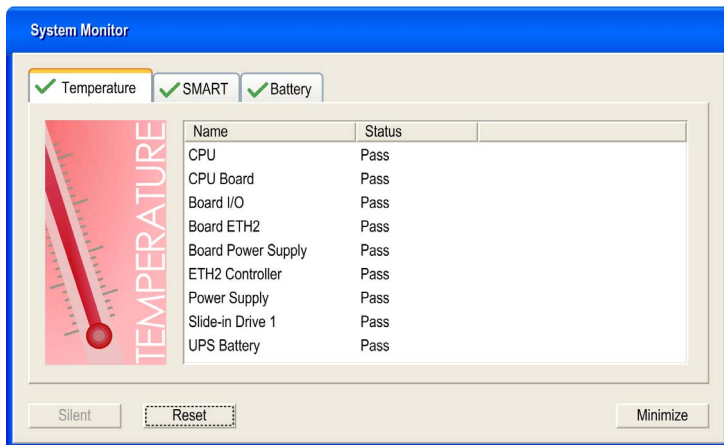 System Monitor
Temperature SMART Battery
TEMPERATURE
Name Status
CPU Pass
CPU Board Pass
Board I/O Pass
Board ETH2 Pass
Board Power Supply Pass
ETH2 Controller Pass
Power Supply Pass
Slide-in Drive 1 Pass
UPS Battery Pass
Silent Reset Minimize